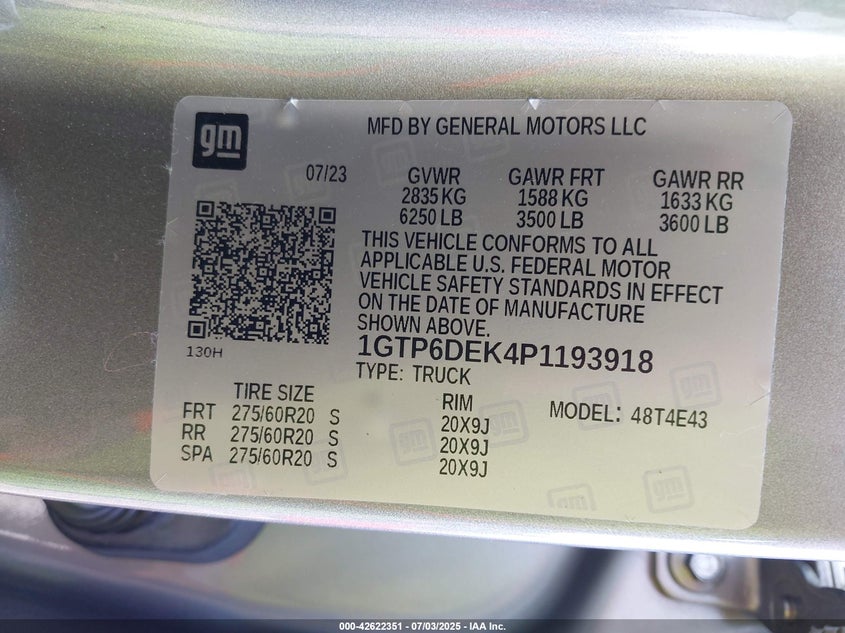 gm
MFD BY GENERAL MOTORS LLC
07/23
GVWR GAWR FRT GAWR RR
2835 KG 1588 KG 1633 KG
6250 LB 3500 LB 3600 LB
THIS VEHICLE CONFORMS TO ALL
APPLICABLE U.S. FEDERAL MOTOR
VEHICLE SAFETY STANDARDS IN EFFECT
ON THE DATE OF MANUFACTURE
SHOWN ABOVE.
130H
1GTP6DEK4P1193918
TYPE: TRUCK
TIRE SIZE RIM MODEL: 48T4E43
FRT 275/60R20 S 20X9J
RR 275/60R20 S 20X9J
SPA 275/60R20 S 20X9J
000-42622351 - 07/03/2025 - IAA Inc.